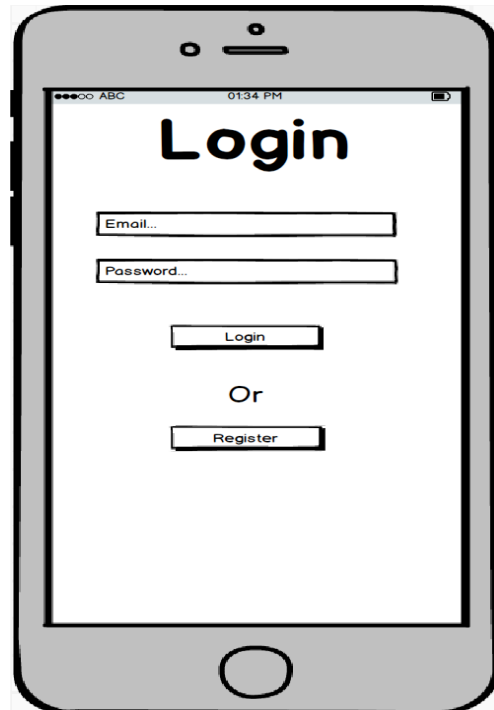 ABC 01:34 PM
Login
Email...
Password...
Login
Or
Register